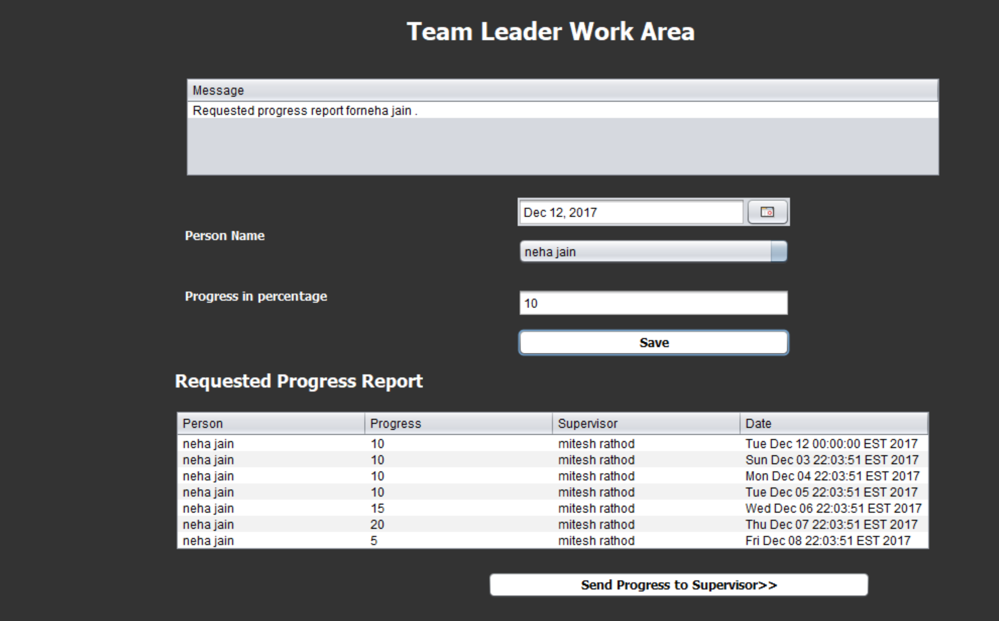 Team Leader Work Area
Message
Requested progress report forneha jain .
Dec 12, 2017
Person Name
neha jain
Progress in percentage
10
Save
Requested Progress Report
Person Progress Supervisor Date
neha jain 10 mitesh rathod Tue Dec 12 00:00:00 EST 2017
neha jain 10 mitesh rathod Sun Dec 03 22:03:51 EST 2017
neha jain 10 mitesh rathod Mon Dec 04 22:03:51 EST 2017
neha jain 10 mitesh rathod Tue Dec 05 22:03:51 EST 2017
neha jain 15 mitesh rathod Wed Dec 06 22:03:51 EST 2017
neha jain 20 mitesh rathod Thu Dec 07 22:03:51 EST 2017
neha jain 5 mitesh rathod Fri Dec 08 22:03:51 EST 2017
Send Progress to Supervisor>>